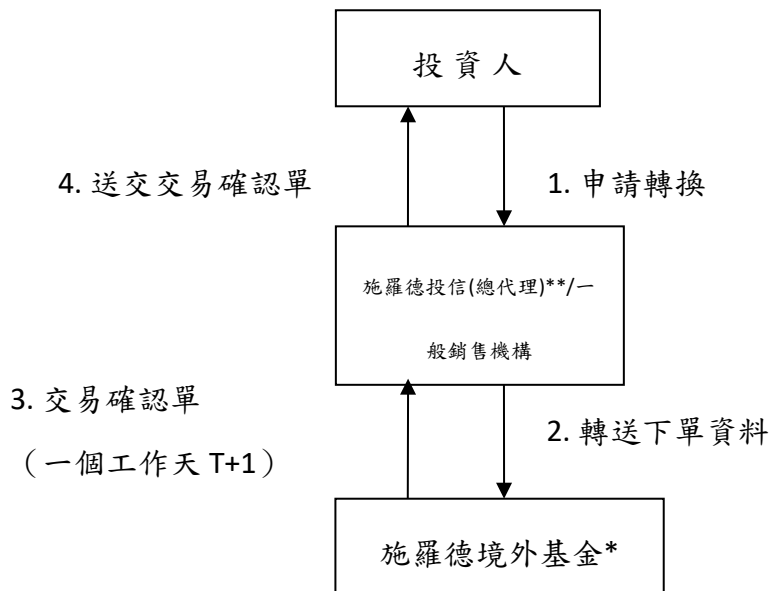 投 資 人
4. 送交交易確認單
1. 申請轉換
施羅德投信(總代理)**/一
般銷售機構
3. 交易確認單
（一個工作天 T+1）
2. 轉送下單資料
施羅德境外基金*